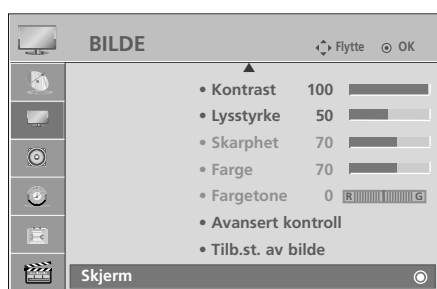 BILDE
Flytte OK
• Kontrast 100
• Lysstyrke 50
• Skarphet 70
• Farge 70
• Fargetone 0 R G
• Avansert kontroll
• Tilb.st. av bilde
Skjerm